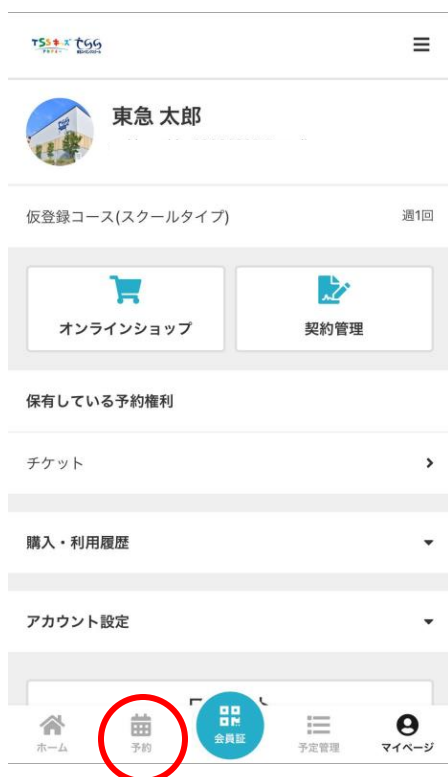 東急 太郎
仮登録コース(スクールタイプ) 週1回
オンラインショップ 契約管理
保有している予約権利
チケット
購入・利用履歴
アカウント設定
ホーム 予約 会員証 予定管理 マイページ